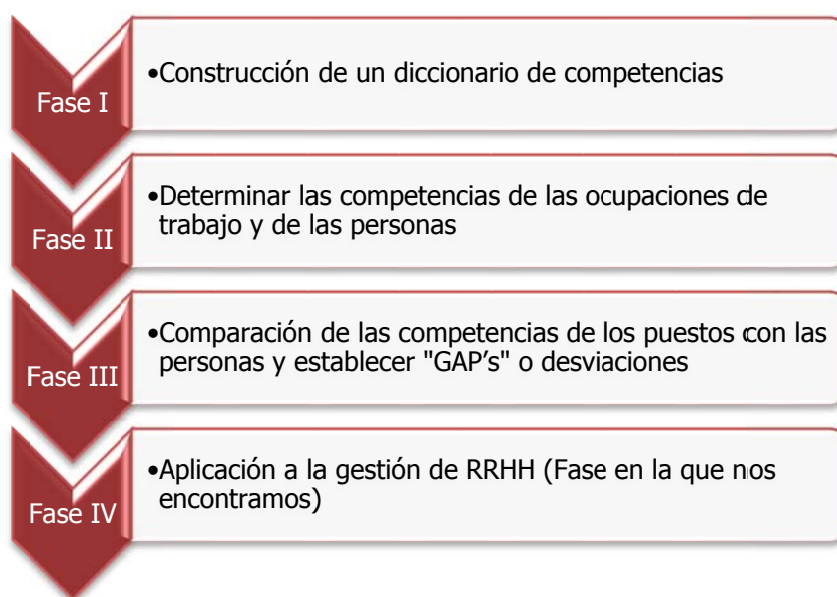 Fase I
•Construcción de un diccionario de competencias
Fase II
•Determinar las competencias de las ocupaciones de
trabajo y de las personas
Fase III
•Comparación de las competencias de los puestos con las
personas y establecer "GAP's" o desviaciones
Fase IV
•Aplicación a la gestión de RRHH (Fase en la que nos
encontramos)